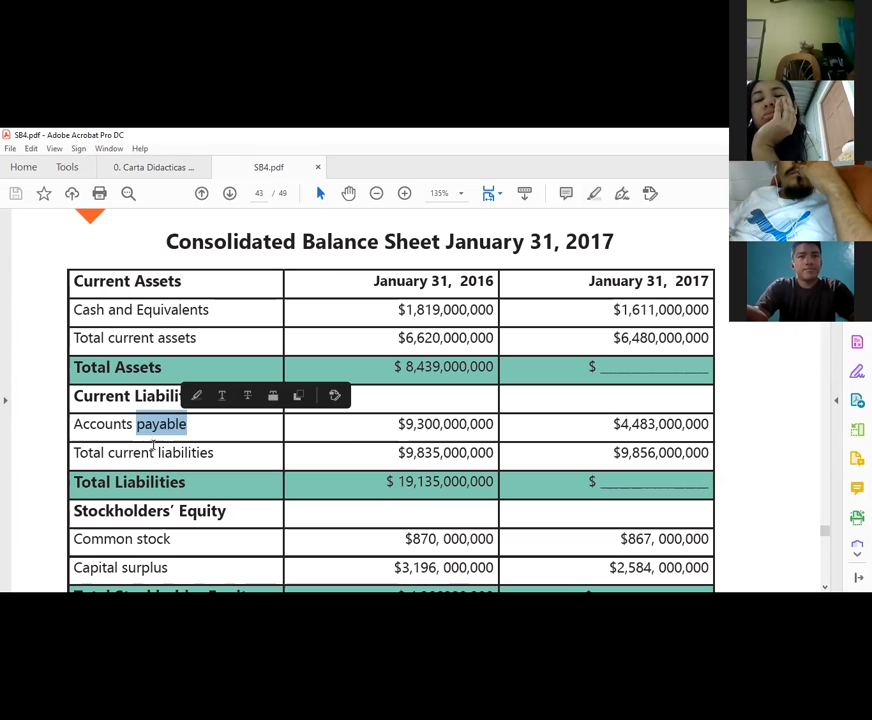 SB4.pdf - Adobe Acrobat Pro DC
File Edit View Sign Window Help
Home Tools 0. Carta Didacticas ... SB4.pdf ×
43 / 49 135%
Consolidated Balance Sheet January 31, 2017
Current Assets January 31, 2016 January 31, 2017
Cash and Equivalents $1,819,000,000 $1,611,000,000
Total current assets $6,620,000,000 $6,480,000,000
Total Assets $ 8,439,000,000 $ ____________
Current Liabilit
Accounts payable $9,300,000,000 $4,483,000,000
Total current liabilities $9,835,000,000 $9,856,000,000
Total Liabilities $ 19,135,000,000 $ ____________
Stockholders’ Equity
Common stock $870, 000,000 $867, 000,000
Capital surplus $3,196, 000,000 $2,584, 000,000